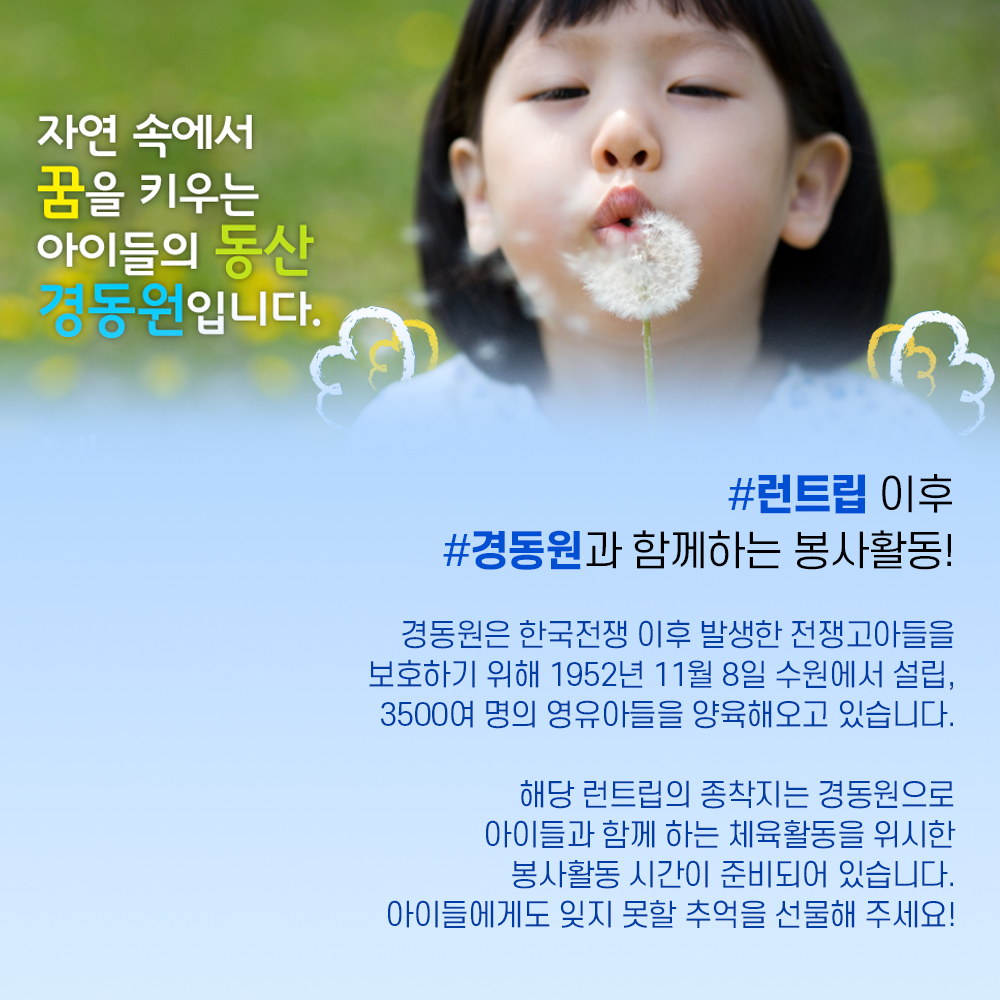 자연 속에서
꿈을 키우는
아이들의 동산
경동원입니다.
#런트립 이후
#경동원과 함께하는 봉사활동!
경동원은 한국전쟁 이후 발생한 전쟁고아들을
보호하기 위해 1952년 11월 8일 수원에서 설립,
3500여 명의 영유아들을 양육해오고 있습니다.
해당 런트립의 종착지는 경동원으로
아이들과 함께 하는 체육활동을 위시한
봉사활동 시간이 준비되어 있습니다.
아이들에게도 잊지 못할 추억을 선물해 주세요!